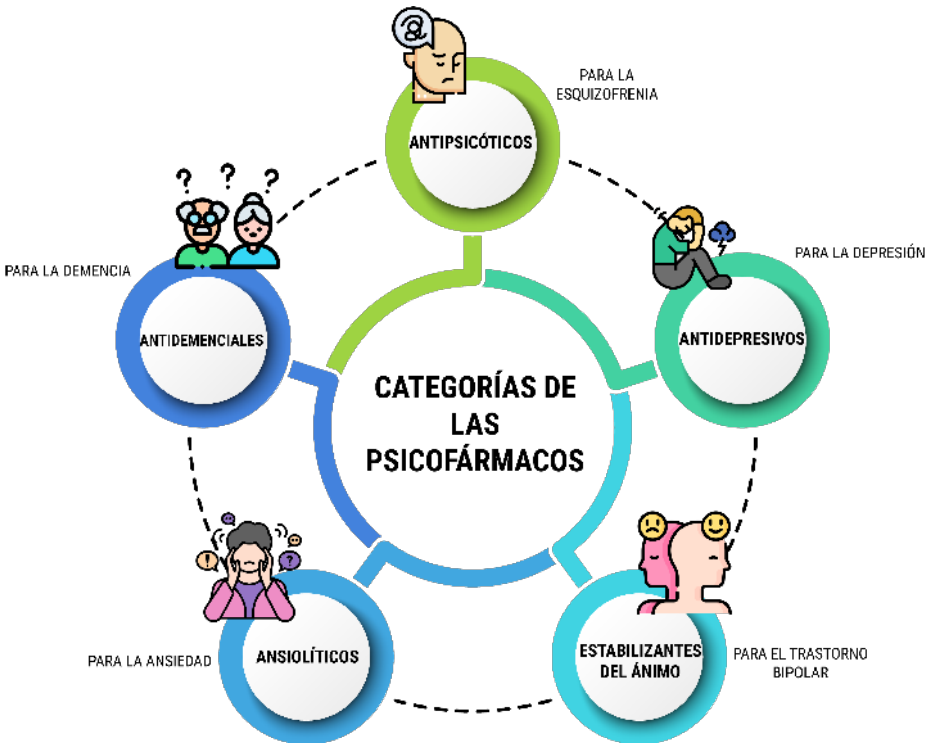 PARA LA
ESQUIZOFRENIA
ANTIPSICÓTICOS
PARA LA DEMENCIA
PARA LA DEPRESIÓN
ANTIDEMENCIALES
ANTIDEPRESIVOS
CATEGORÍAS DE
LAS
PSICOFÁRMACOS
PARA LA ANSIEDAD
ANSIOLÍTICOS
ESTABILIZANTES
DEL ÁNIMO
PARA EL TRASTORNO
BIPOLAR